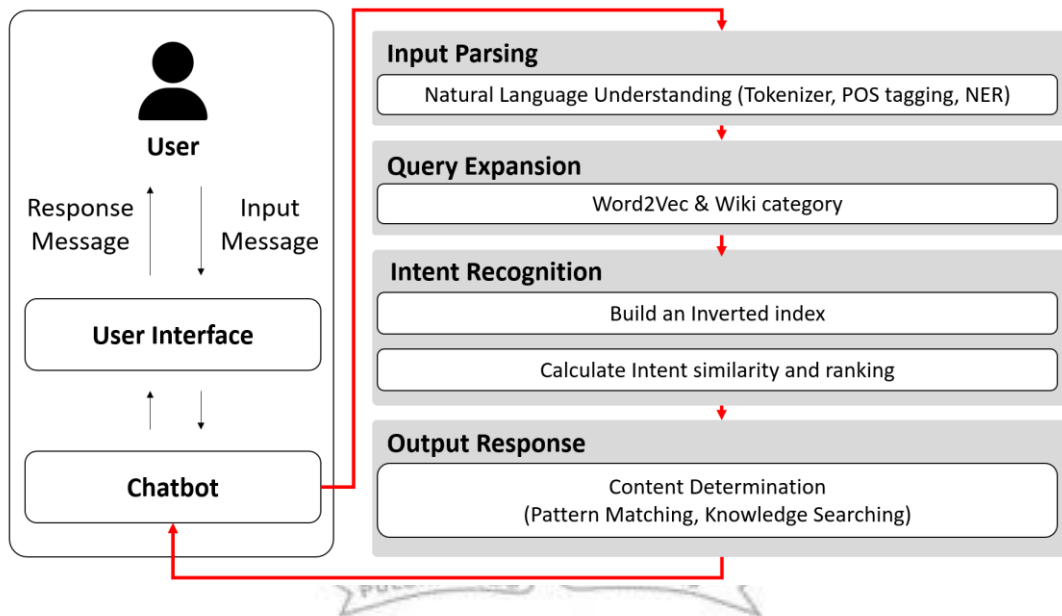 User
Response
Message
Input
Message
User Interface
Chatbot
Input Parsing
Natural Language Understanding (Tokenizer, POS tagging, NER)
Query Expansion
Word2Vec & Wiki category
Intent Recognition
Build an Inverted index
Calculate Intent similarity and ranking
Output Response
Content Determination
(Pattern Matching, Knowledge Searching)